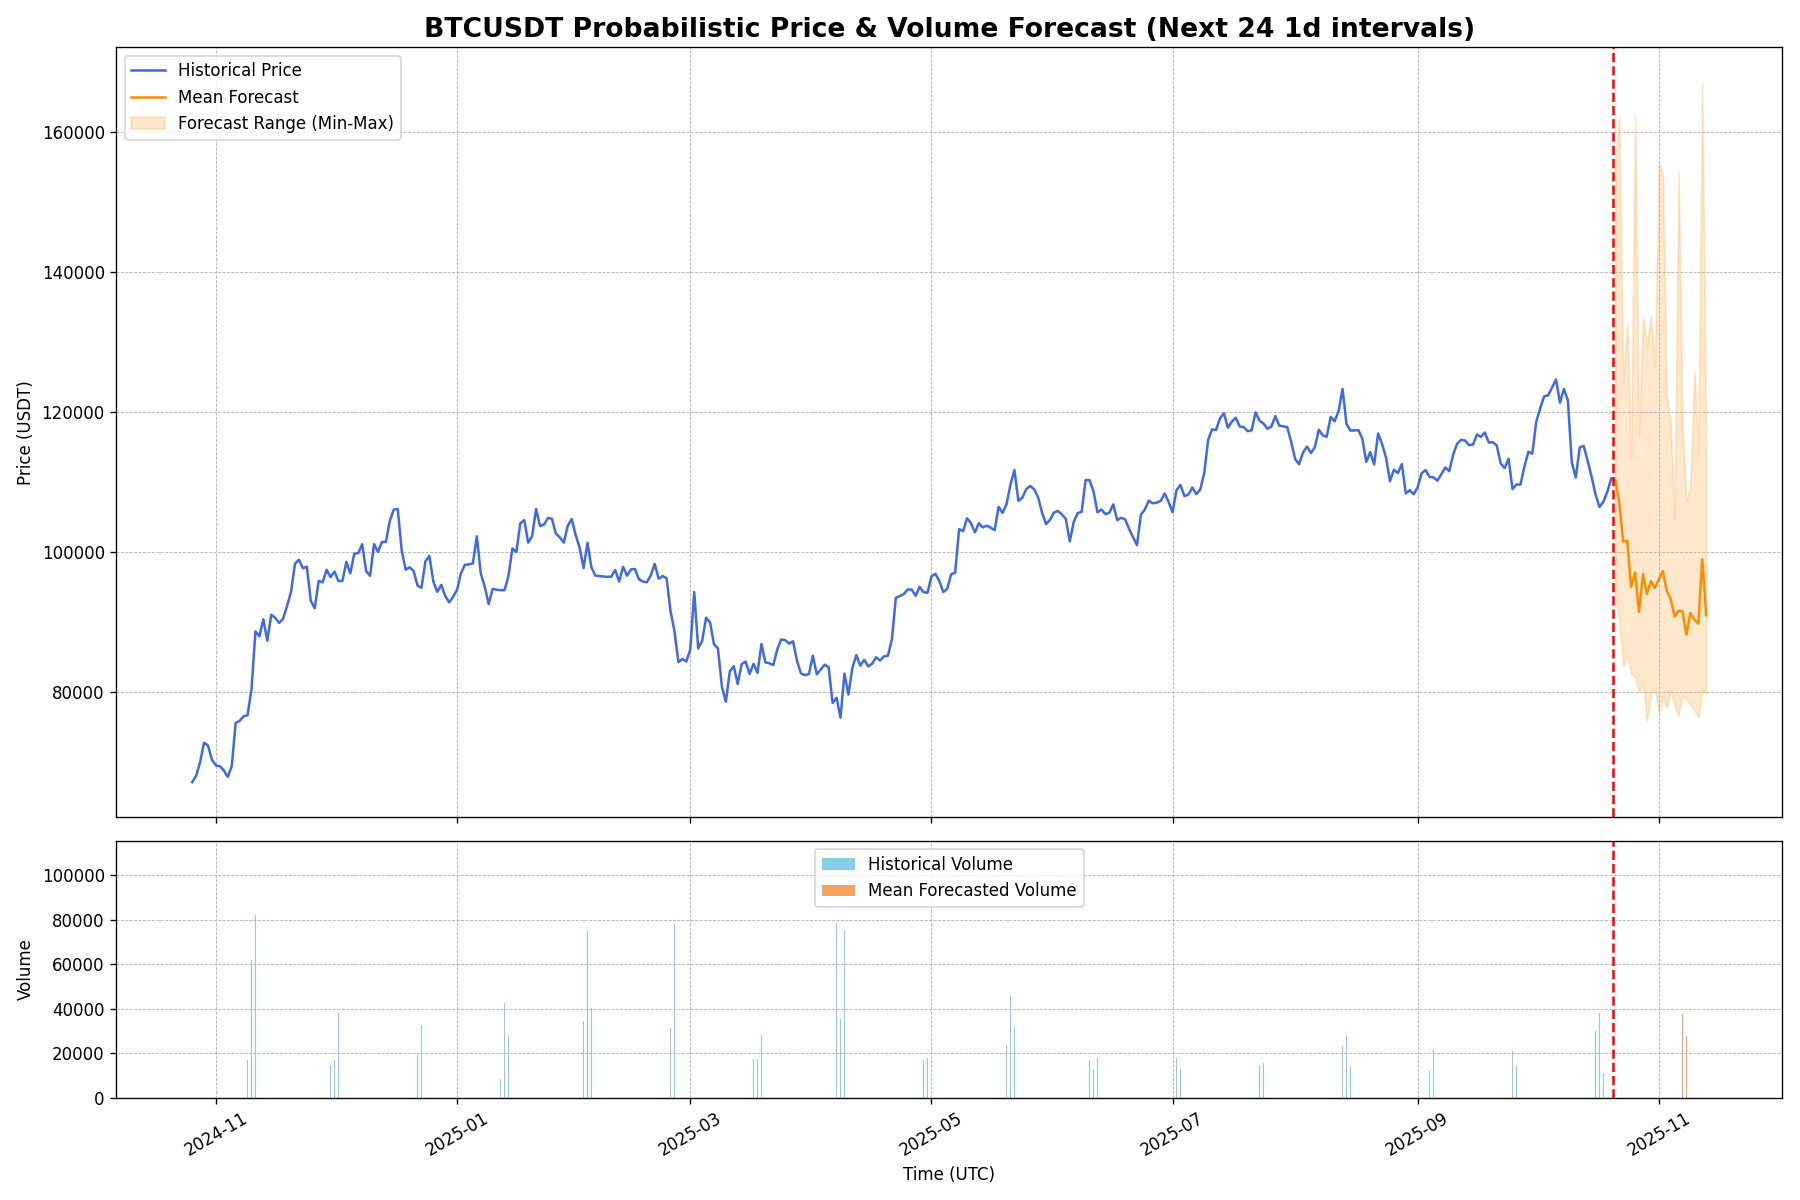 BTCUSDT Probabilistic Price & Volume Forecast (Next 24 1d intervals)
Historical Price
Mean Forecast
Forecast Range (Min-Max)
160000
140000
120000
100000
80000
Price (USDT)
Historical Volume
Mean Forecasted Volume
100000
80000
60000
40000
20000
0
Volume
2024-11
2025-01
2025-03
2025-05
2025-07
2025-09
2025-11
Time (UTC)